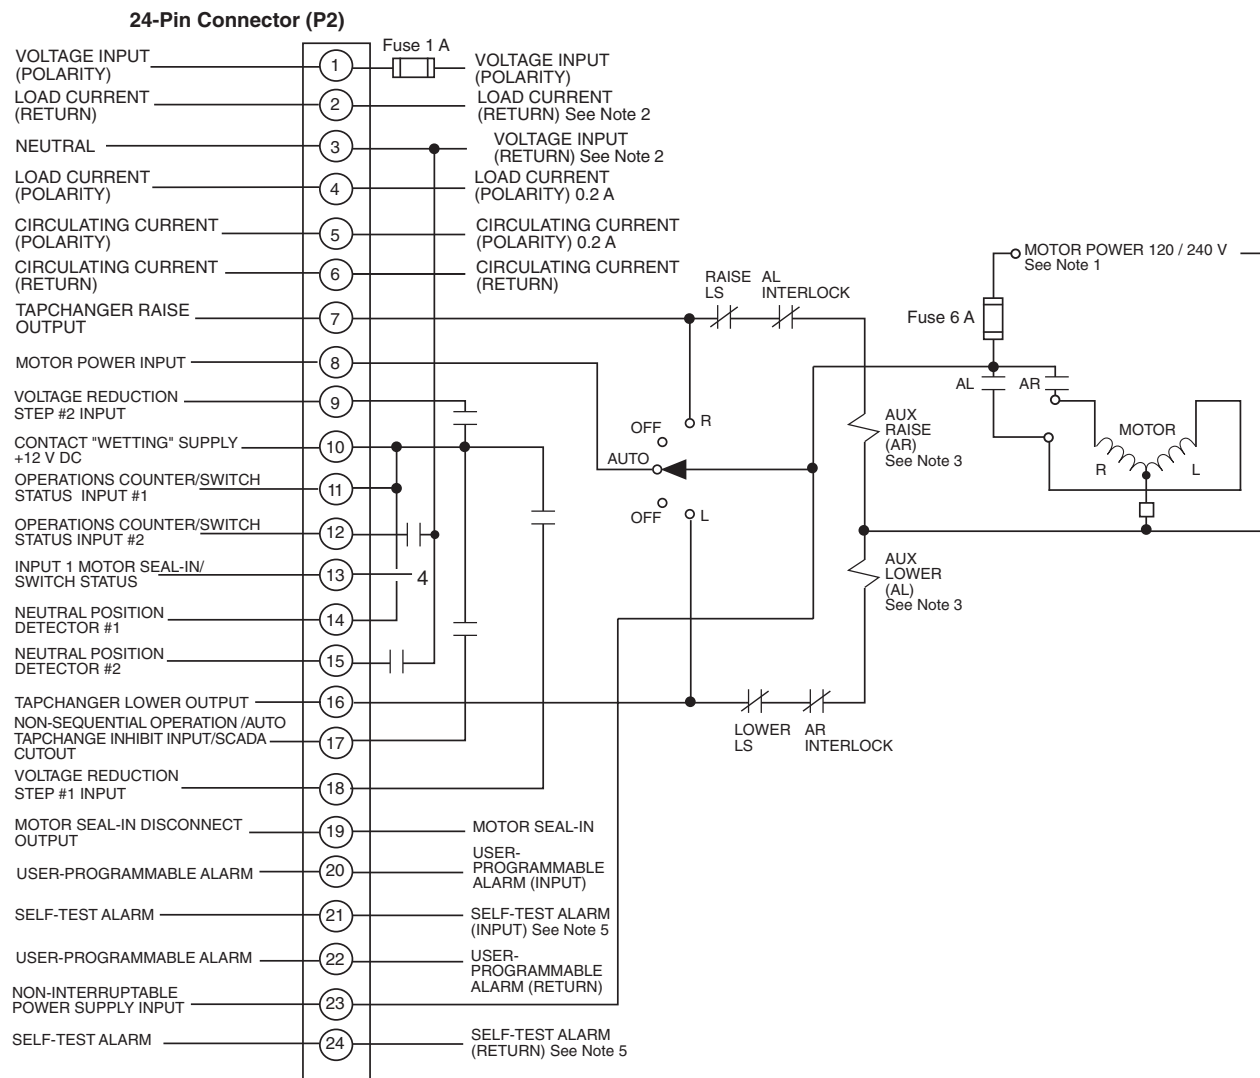 24-Pin Connector (P2)
VOLTAGE INPUT
(POLARITY)
1
Fuse 1 A
VOLTAGE INPUT
(POLARITY)
LOAD CURRENT
(RETURN)
2
LOAD CURRENT
(RETURN) See Note 2
NEUTRAL
3
VOLTAGE INPUT
(RETURN) See Note 2
LOAD CURRENT
(POLARITY)
4
LOAD CURRENT
(POLARITY) 0.2 A
CIRCULATING CURRENT
(POLARITY)
5
CIRCULATING CURRENT
(POLARITY) 0.2 A
CIRCULATING CURRENT
(RETURN)
6
CIRCULATING CURRENT
(RETURN)
TAPCHANGER RAISE
OUTPUT
7
RAISE
LS
AL
INTERLOCK
MOTOR POWER 120 / 240 V
See Note 1
Fuse 6 A
MOTOR POWER INPUT
8
VOLTAGE REDUCTION
STEP #2 INPUT
9
CONTACT "WETTING" SUPPLY
+12 V DC
10
OPERATIONS COUNTER/SWITCH
STATUS INPUT #1
11
OPERATIONS COUNTER/SWITCH
STATUS INPUT #2
12
INPUT 1 MOTOR SEAL-IN/
SWITCH STATUS
13
4
NEUTRAL POSITION
DETECTOR #1
14
NEUTRAL POSITION
DETECTOR #2
15
OFF
R
AUTO
OFF
L
AUX
RAISE
(AR)
See Note 3
AL
AR
MOTOR
R
L
AUX
LOWER
(AL)
See Note 3
TAPCHANGER LOWER OUTPUT
16
LOWER
LS
AR
INTERLOCK
NON-SEQUENTIAL OPERATION /AUTO
TAPCHANGE INHIBIT INPUT/SCADA
CUTOUT
17
VOLTAGE REDUCTION
STEP #1 INPUT
18
MOTOR SEAL-IN DISCONNECT
OUTPUT
19
MOTOR SEAL-IN
USER-PROGRAMMABLE ALARM
20
USER-
PROGRAMMABLE
ALARM (INPUT)
SELF-TEST ALARM
21
SELF-TEST ALARM
(INPUT) See Note 5
USER-PROGRAMMABLE ALARM
22
USER-
PROGRAMMABLE
ALARM (RETURN)
NON-INTERRUPTABLE
POWER SUPPLY INPUT
23
SELF-TEST ALARM
24
SELF-TEST ALARM
(RETURN) See Note 5